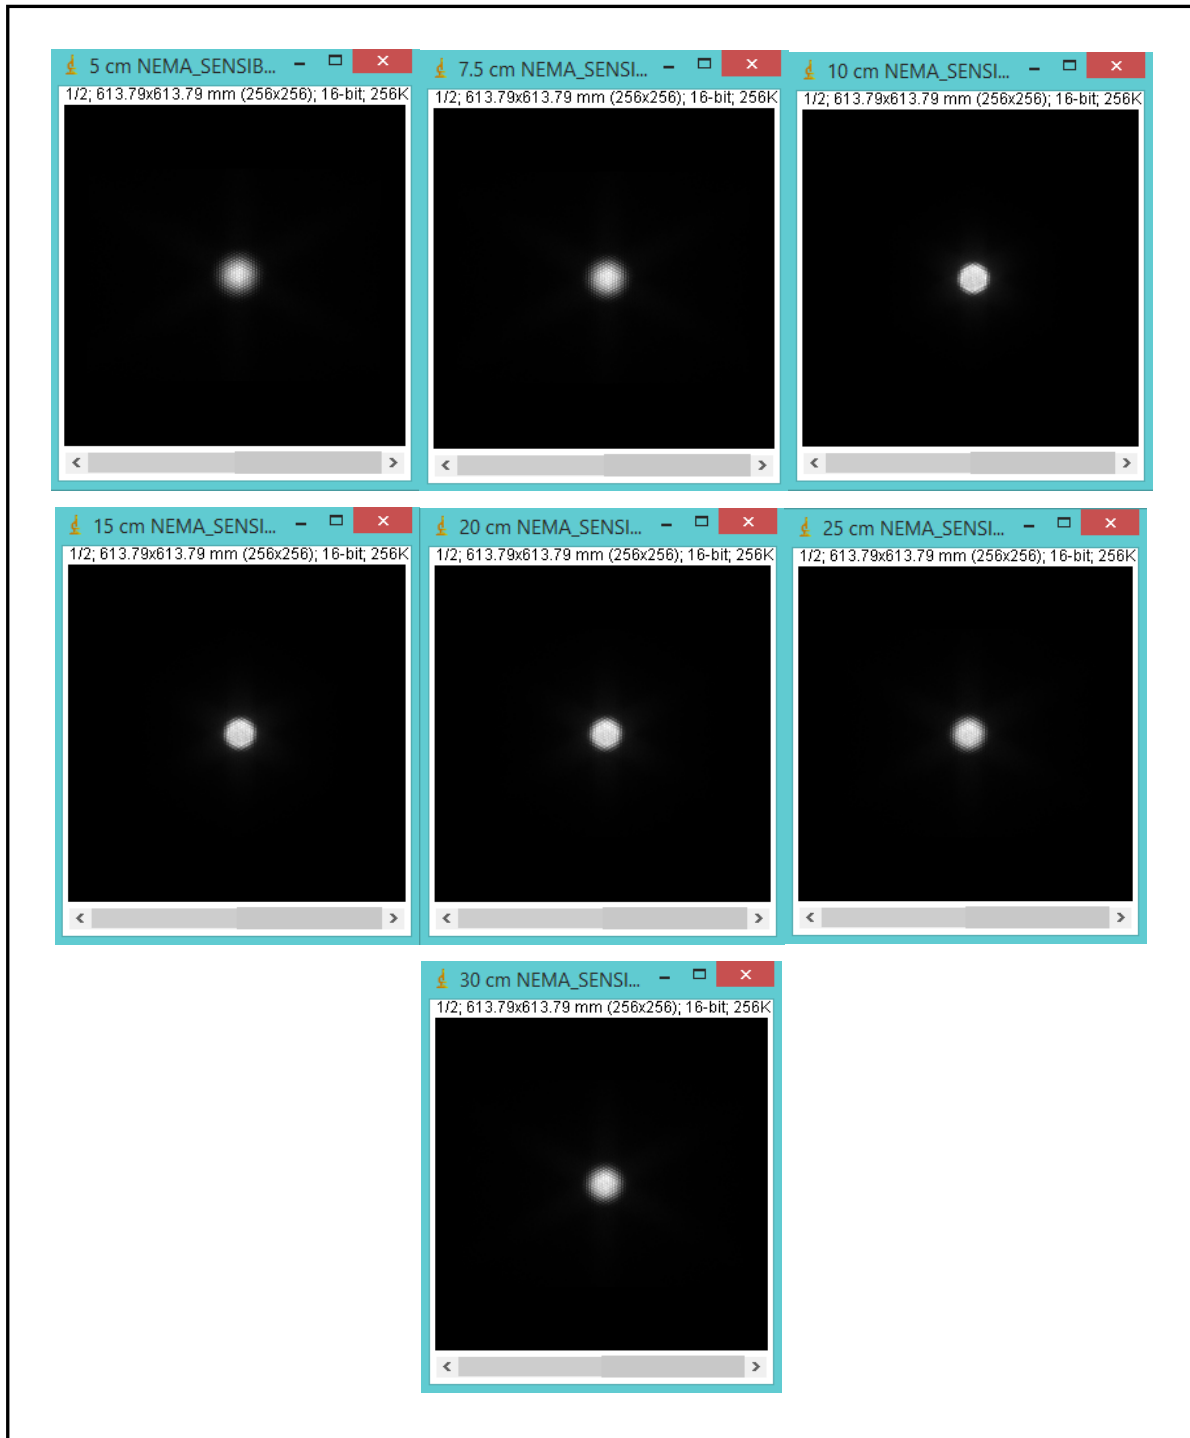 5 cm NEMA_SENSIB...
1/2; 613.79x613.79 mm (256x256); 16-bit; 256K
7.5 cm NEMA_SENSI...
1/2; 613.79x613.79 mm (256x256); 16-bit; 256K
10 cm NEMA_SENSI...
1/2; 613.79x613.79 mm (256x256); 16-bit; 256K
15 cm NEMA_SENSI...
1/2; 613.79x613.79 mm (256x256); 16-bit; 256K
20 cm NEMA_SENSI...
1/2; 613.79x613.79 mm (256x256); 16-bit; 256K
25 cm NEMA_SENSI...
1/2; 613.79x613.79 mm (256x256); 16-bit; 256K
30 cm NEMA_SENSI...
1/2; 613.79x613.79 mm (256x256); 16-bit; 256K